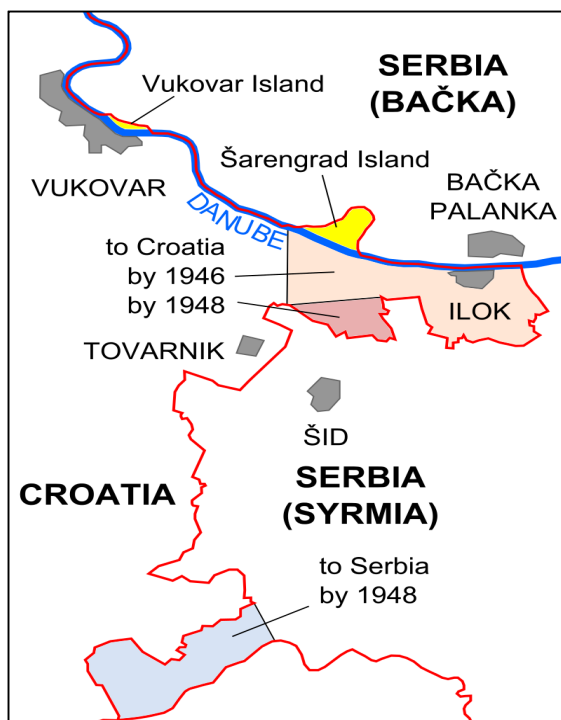 SERBIA
(BAČKA)
Vukovar Island
Šarengrad Island
VUKOVAR
BAČKA
PALANKA
DANUBE
to Croatia
by 1946
by 1948
ILOK
TOVARNIK
ŠID
CROATIA
SERBIA
(SYRMIA)
to Serbia
by 1948